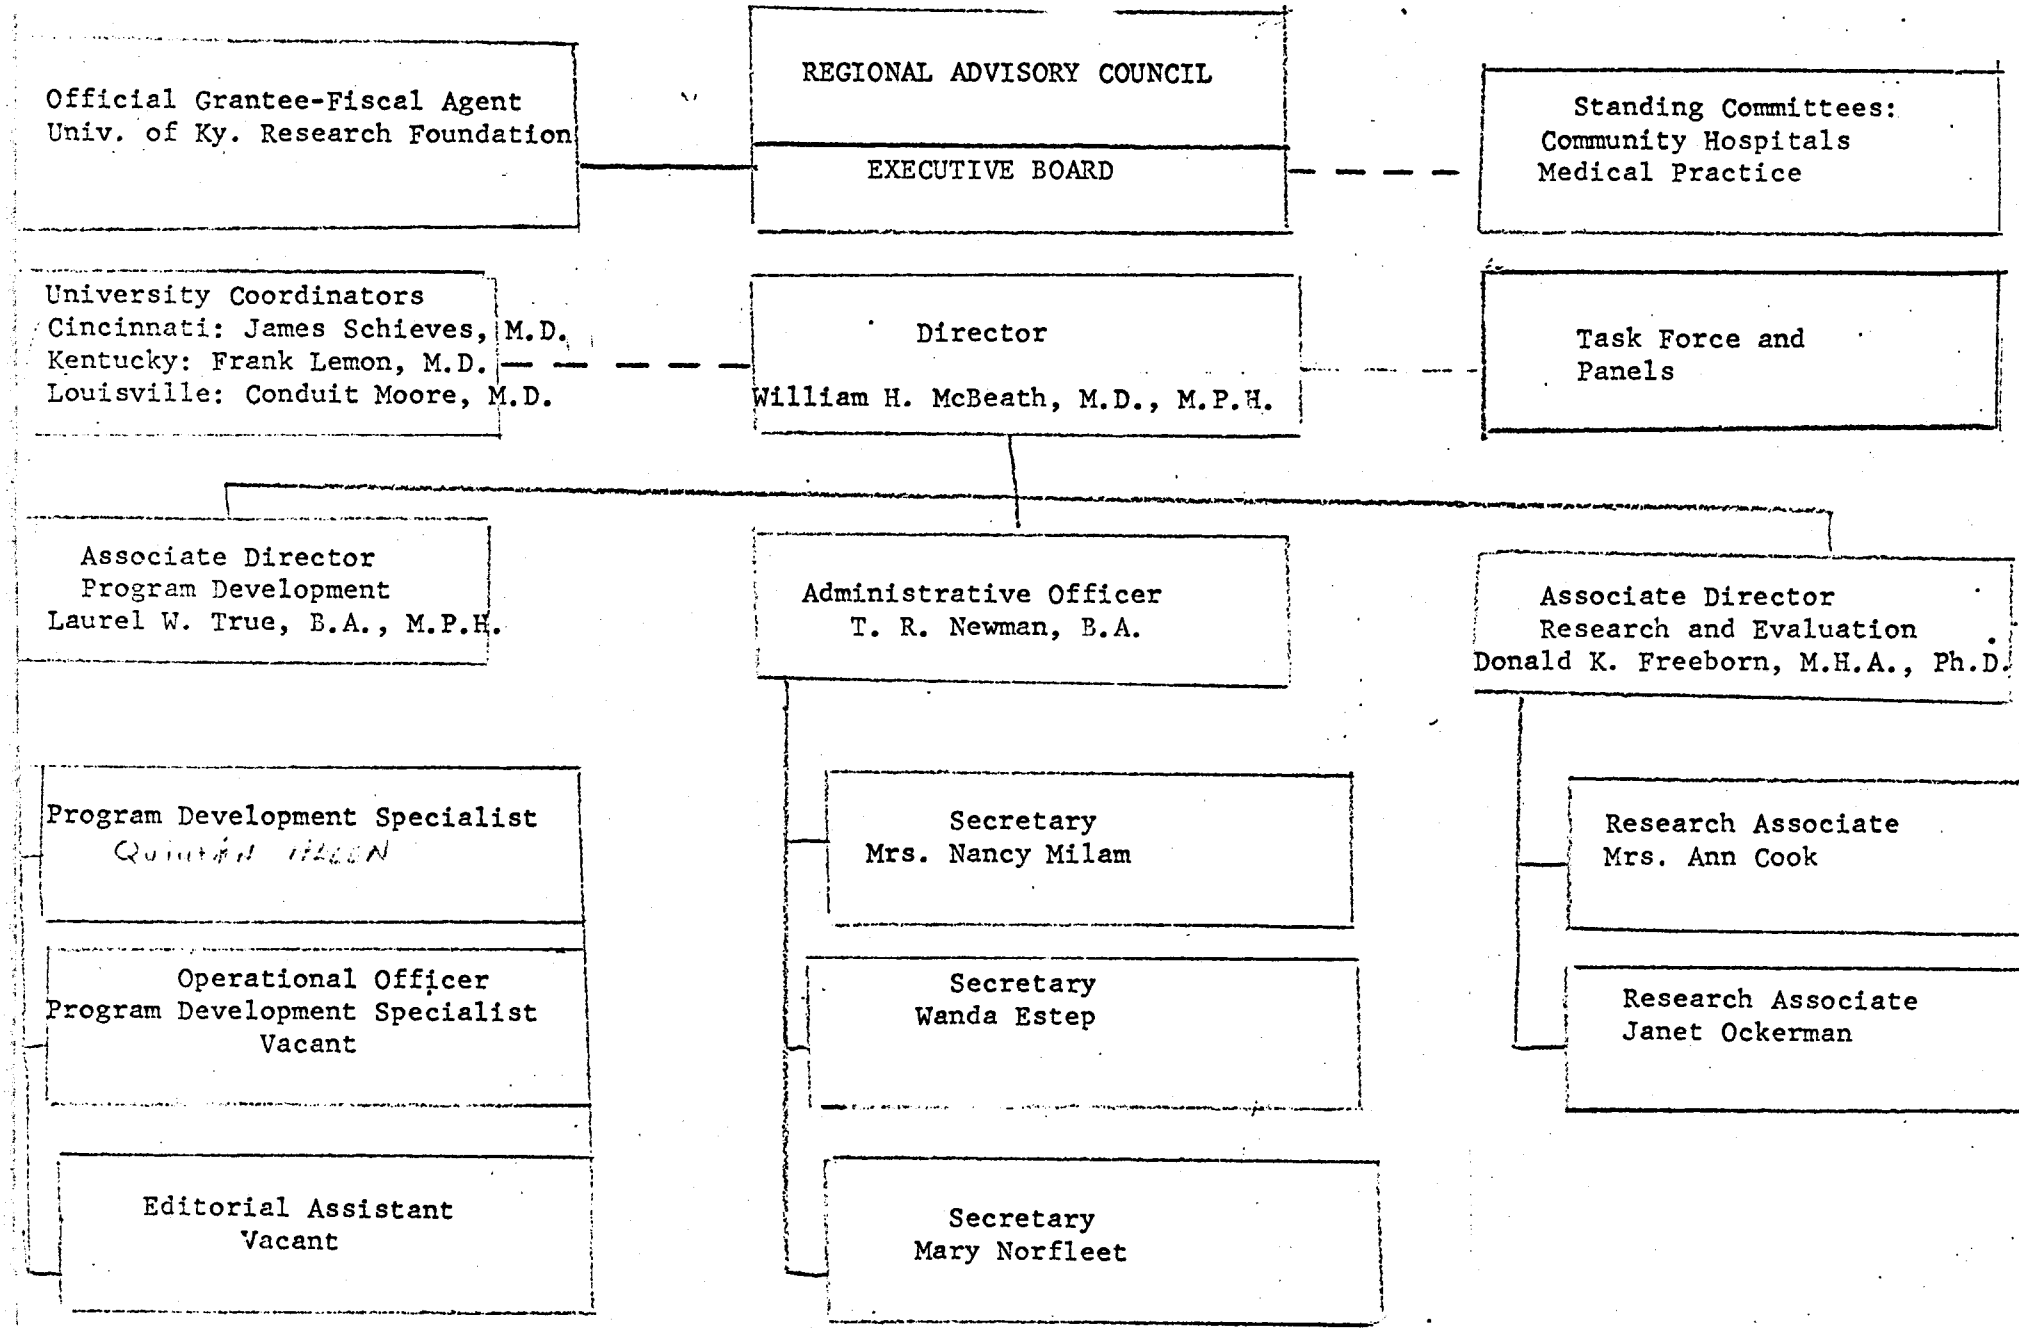 Official Grantee-Fiscal Agent
Univ. of Ky. Research Foundation
REGIONAL ADVISORY COUNCIL
EXECUTIVE BOARD
Standing Committees:
Community Hospitals
Medical Practice
University Coordinators
Cincinnati: James Schieves, M.D.
Kentucky: Frank Lemon, M.D.
Louisville: Conduit Moore, M.D.
Director
William H. McBeath, M.D., M.P.H.
Task Force and
Panels
Associate Director
Program Development
Laurel W. True, B.A., M.P.H.
Administrative Officer
T. R. Newman, B.A.
Associate Director
Research and Evaluation
Donald K. Freeborn, M.H.A., Ph.D.
Program Development Specialist
Operational Officer
Program Development Specialist
Vacant
Editorial Assistant
Vacant
Secretary
Mrs. Nancy Milam
Secretary
Wanda Estep
Secretary
Mary Norfleet
Research Associate
Mrs. Ann Cook
Research Associate
Janet Ockerman